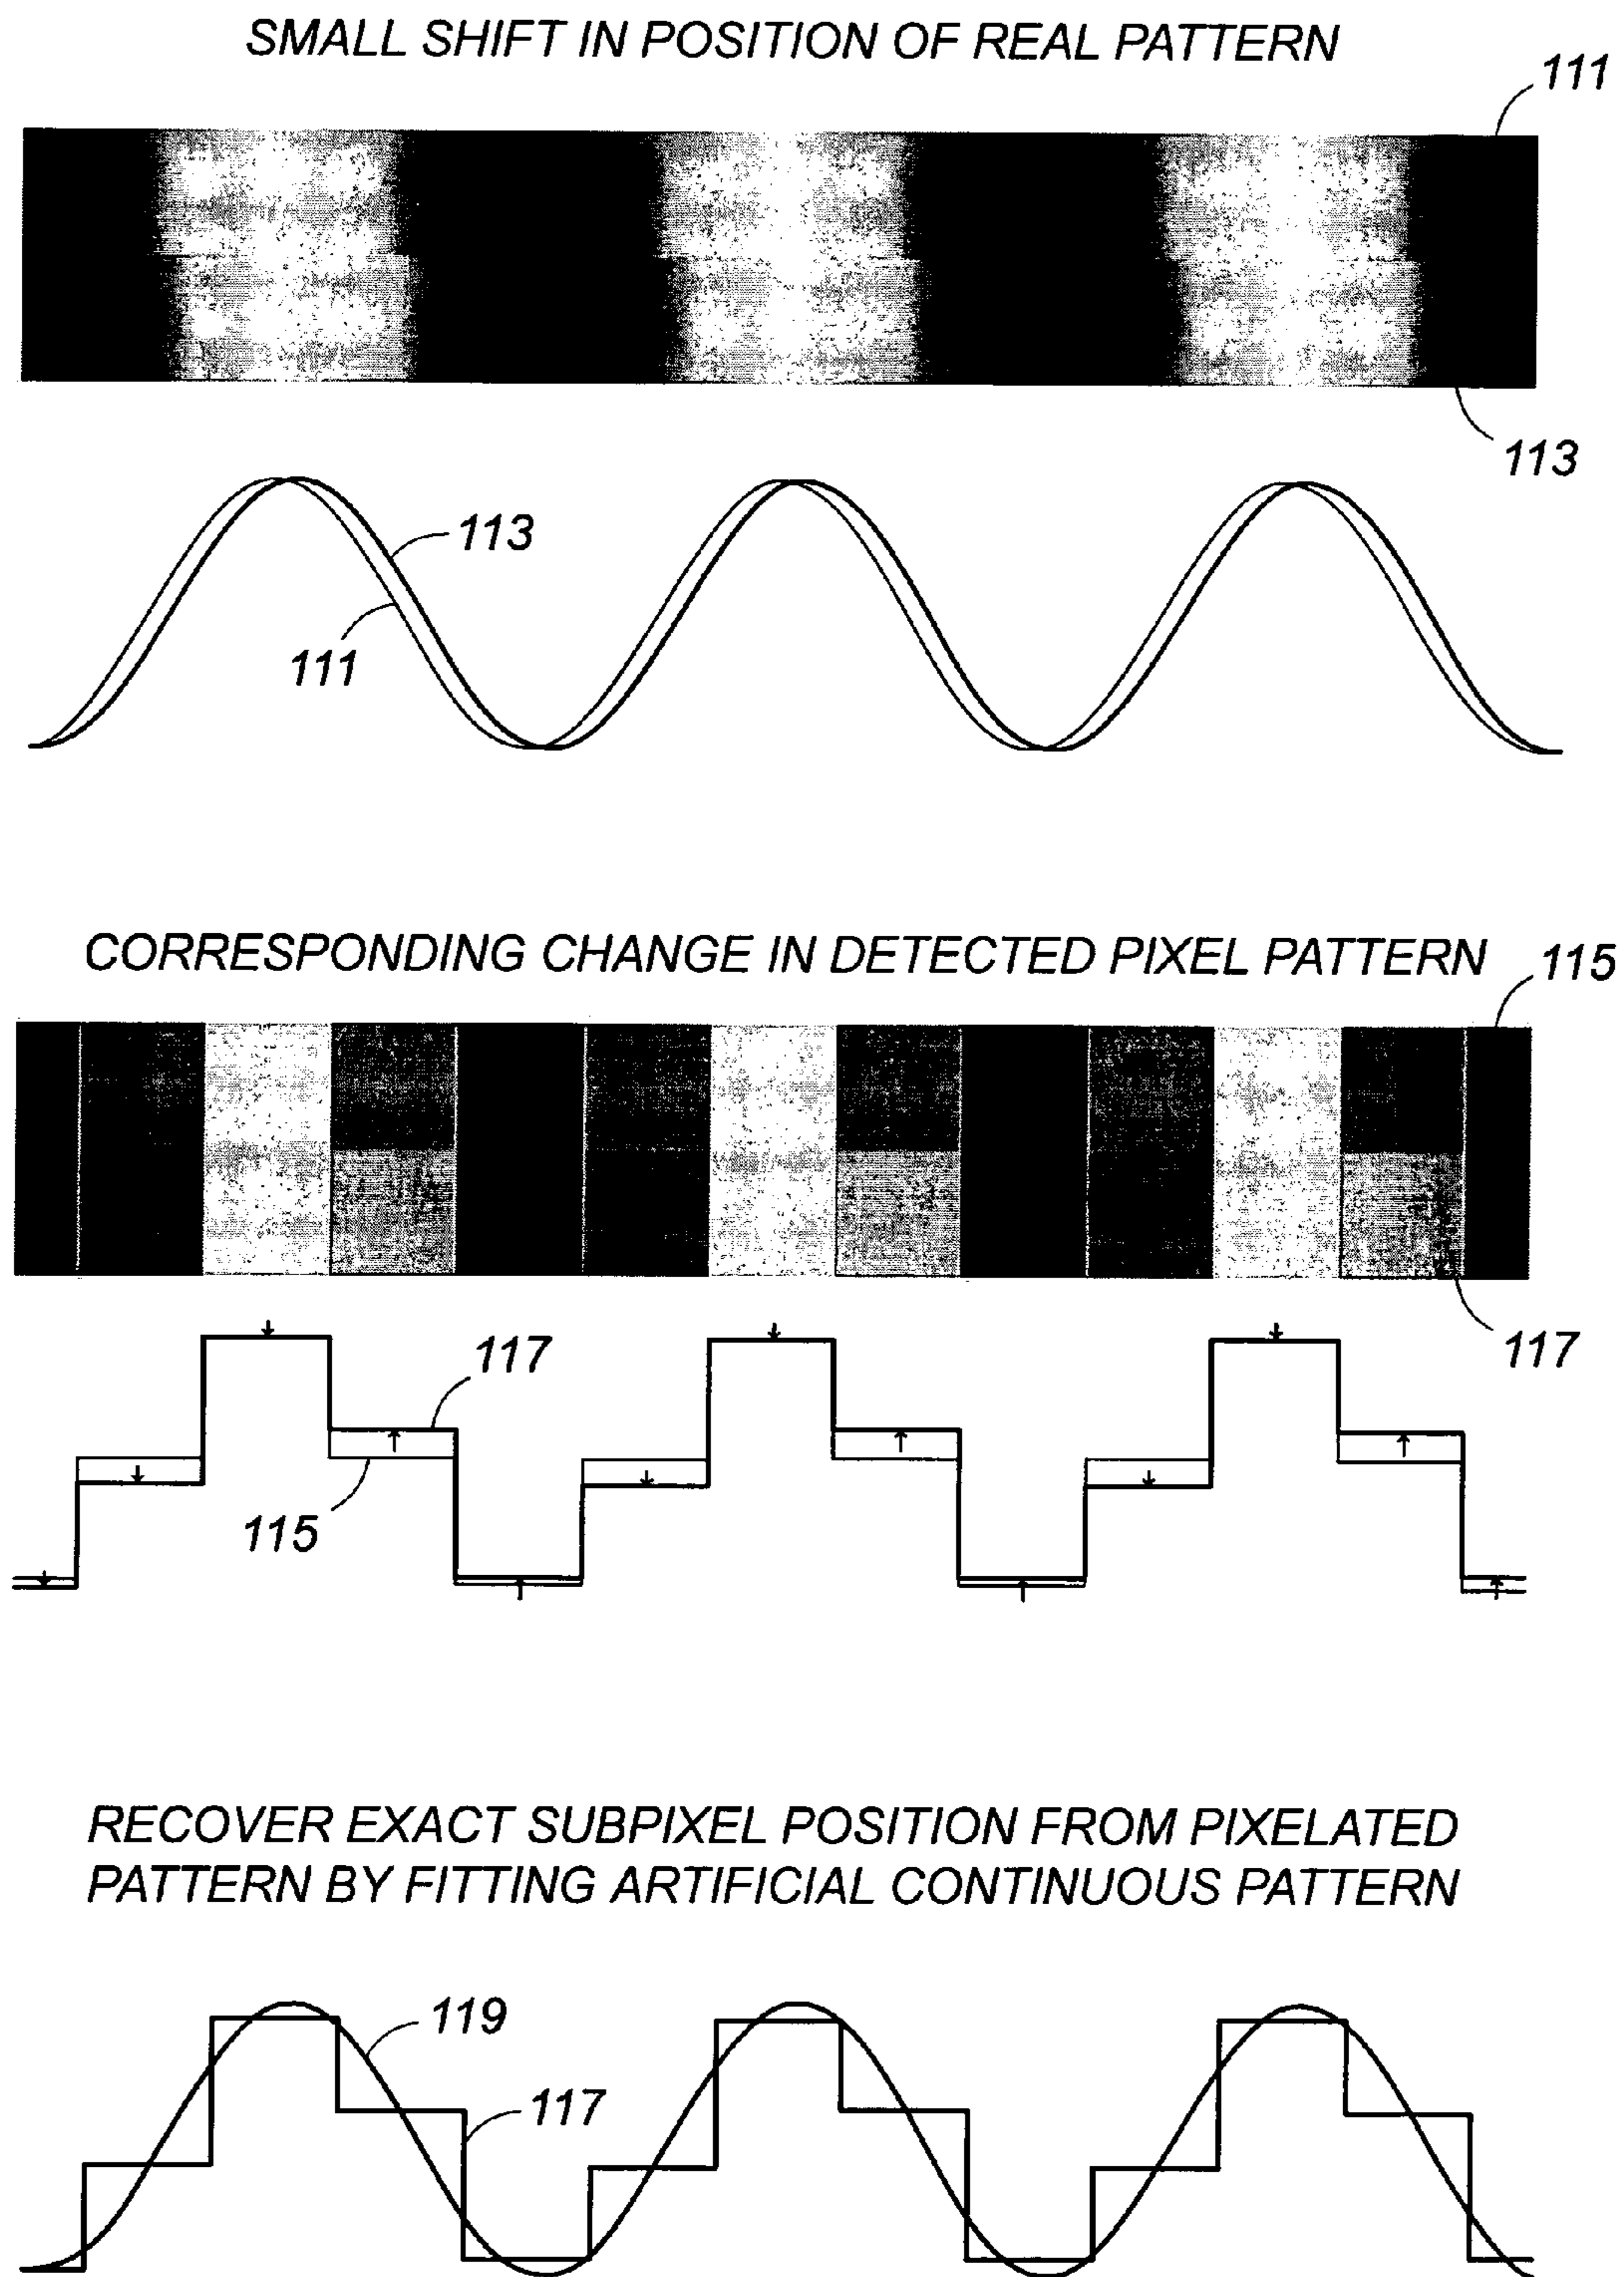 SMALL SHIFT IN POSITION OF REAL PATTERN
111
113
113
111
CORRESPONDING CHANGE IN DETECTED PIXEL PATTERN
115
117
117
115
RECOVER EXACT SUBPIXEL POSITION FROM PIXELATED
PATTERN BY FITTING ARTIFICIAL CONTINUOUS PATTERN
119
117